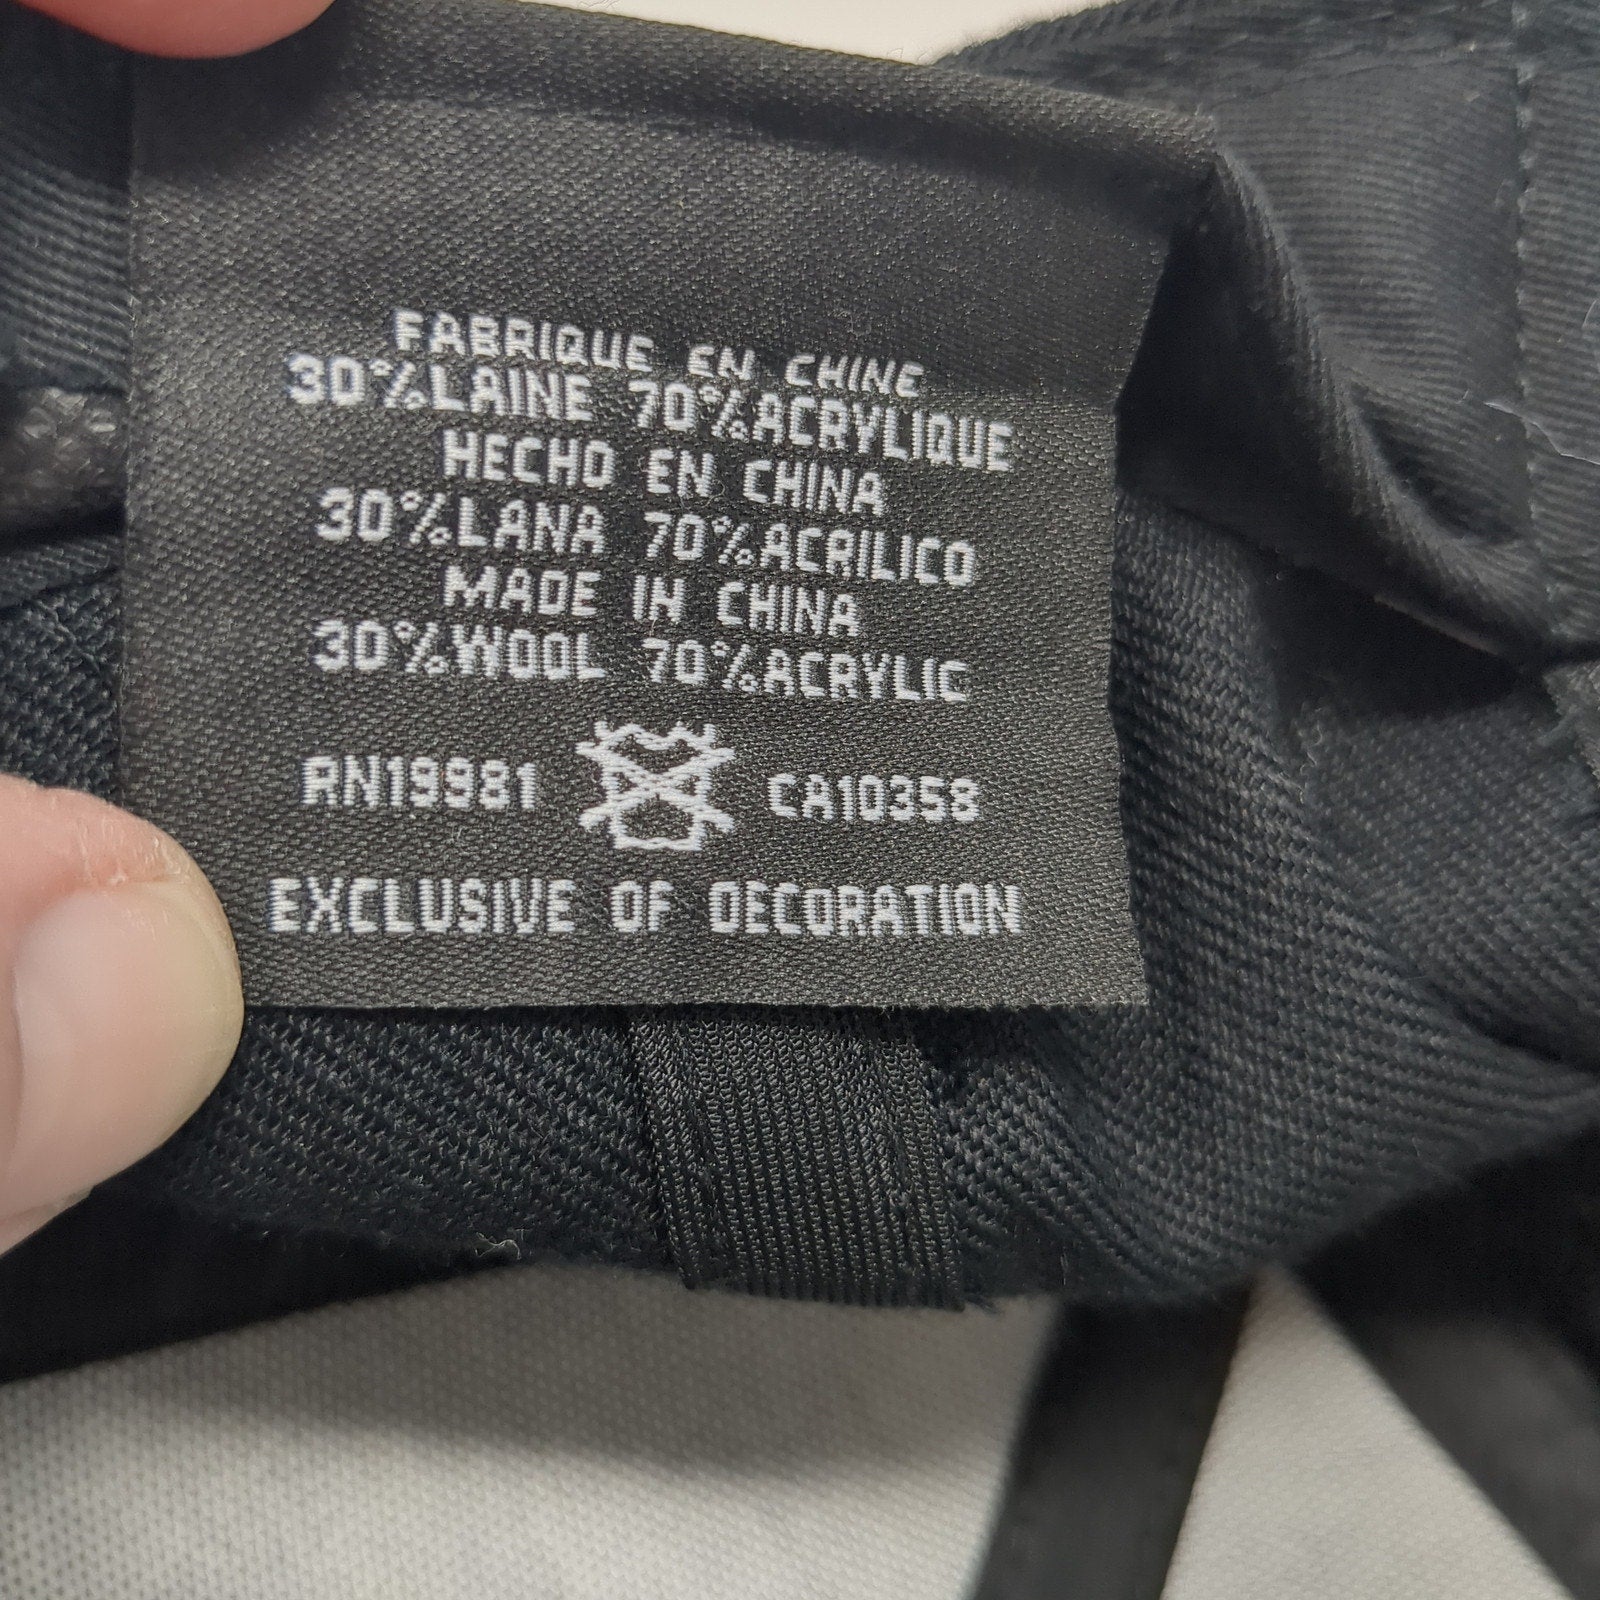 FABRIQUE EN CHINE
30%LAINE 70%ACRYLIQUE
HECHO EN CHINA
30%LANA 70%ACRILICO
MADE IN CHINA
30%WOOL 70%ACRYLIC
RN19981 CA10358
EXCLUSIVE OF DECORATION